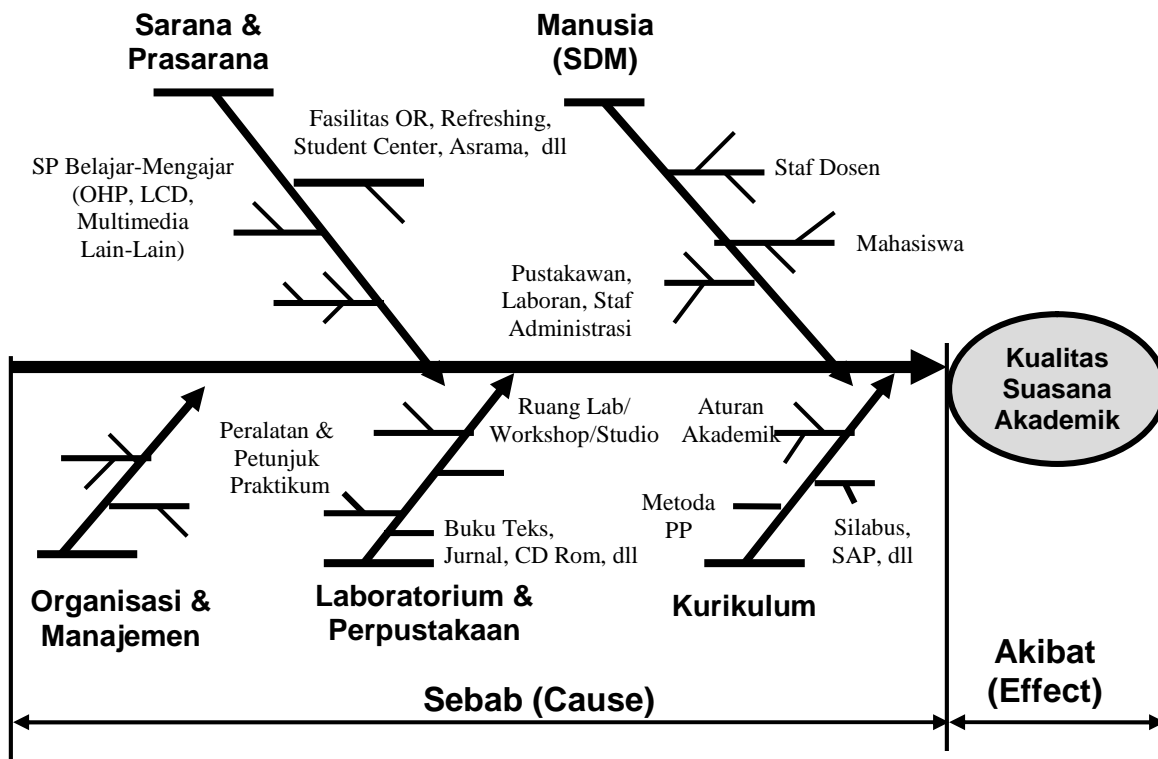 Sarana &
Prasarana
Manusia
(SDM)
Fasilitas OR, Refreshing,
Student Center, Asrama, dll
SP Belajar-Mengajar
(OHP, LCD,
Multimedia
Lain-Lain)
Staf Dosen
Mahasiswa
Pustakawan,
Laboran, Staf
Administrasi
Kualitas
Suasana
Akademik
Peralatan &
Petunjuk
Praktikum
Ruang Lab/
Workshop/Studio
Aturan
Akademik
Buku Teks,
Jurnal, CD Rom, dll
Metoda
PP
Silabus,
SAP, dll
Organisasi &
Manajemen
Laboratorium &
Perpustakaan
Kurikulum
Sebab (Cause)
Akibat
(Effect)